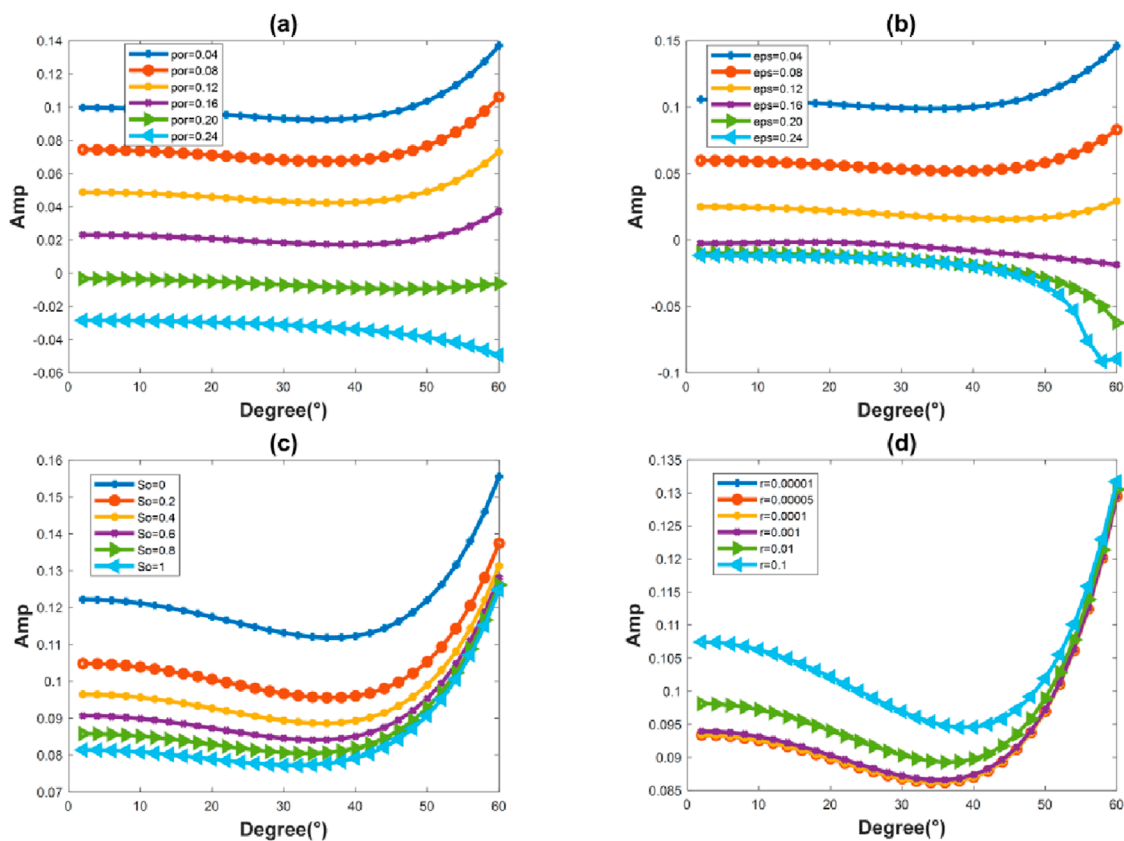 (a)
0.14
0.12
0.1
0.08
0.06
0.04
0.02
0
-0.02
-0.04
-0.06
Amp
por=0.04
por=0.08
por=0.12
por=0.16
por=0.20
por=0.24
0 10 20 30 40 50 60
Degree(°)
(b)
0.15
0.1
0.05
0
-0.05
-0.1
Amp
eps=0.04
eps=0.08
eps=0.12
eps=0.16
eps=0.20
eps=0.24
0 10 20 30 40 50 60
Degree(°)
(c)
0.16
0.15
0.14
0.13
0.12
0.11
0.1
0.09
0.08
0.07
Amp
So=0
So=0.2
So=0.4
So=0.6
So=0.8
So=1
0 10 20 30 40 50 60
Degree(°)
(d)
0.135
0.13
0.125
0.12
0.115
0.11
0.105
0.1
0.095
0.09
0.085
Amp
r=0.00001
r=0.00005
r=0.0001
r=0.001
r=0.01
r=0.1
0 10 20 30 40 50 60
Degree(°)